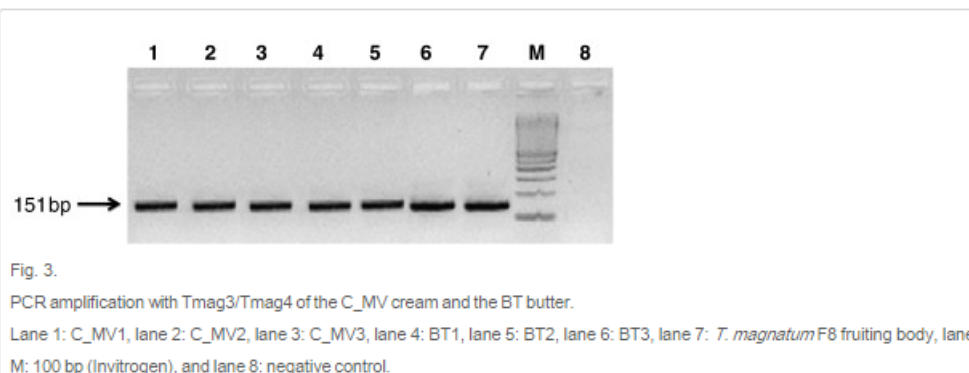 1 2 3 4 5 6 7 M 8
151bp
Fig. 3.
PCR amplification with Tmag3/Tmag4 of the C_MV cream and the BT butter.
Lane 1: C_MV1, lane 2: C_MV2, lane 3: C_MV3, lane 4: BT1, lane 5: BT2, lane 6: BT3, lane 7: T. magnatum F8 fruiting body, lane
M: 100 bp (Invitrogen), and lane 8: negative control.